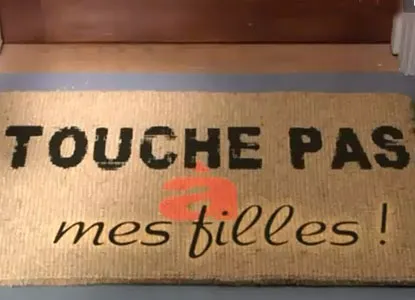 TOUCHE PAS
à
mes filles !